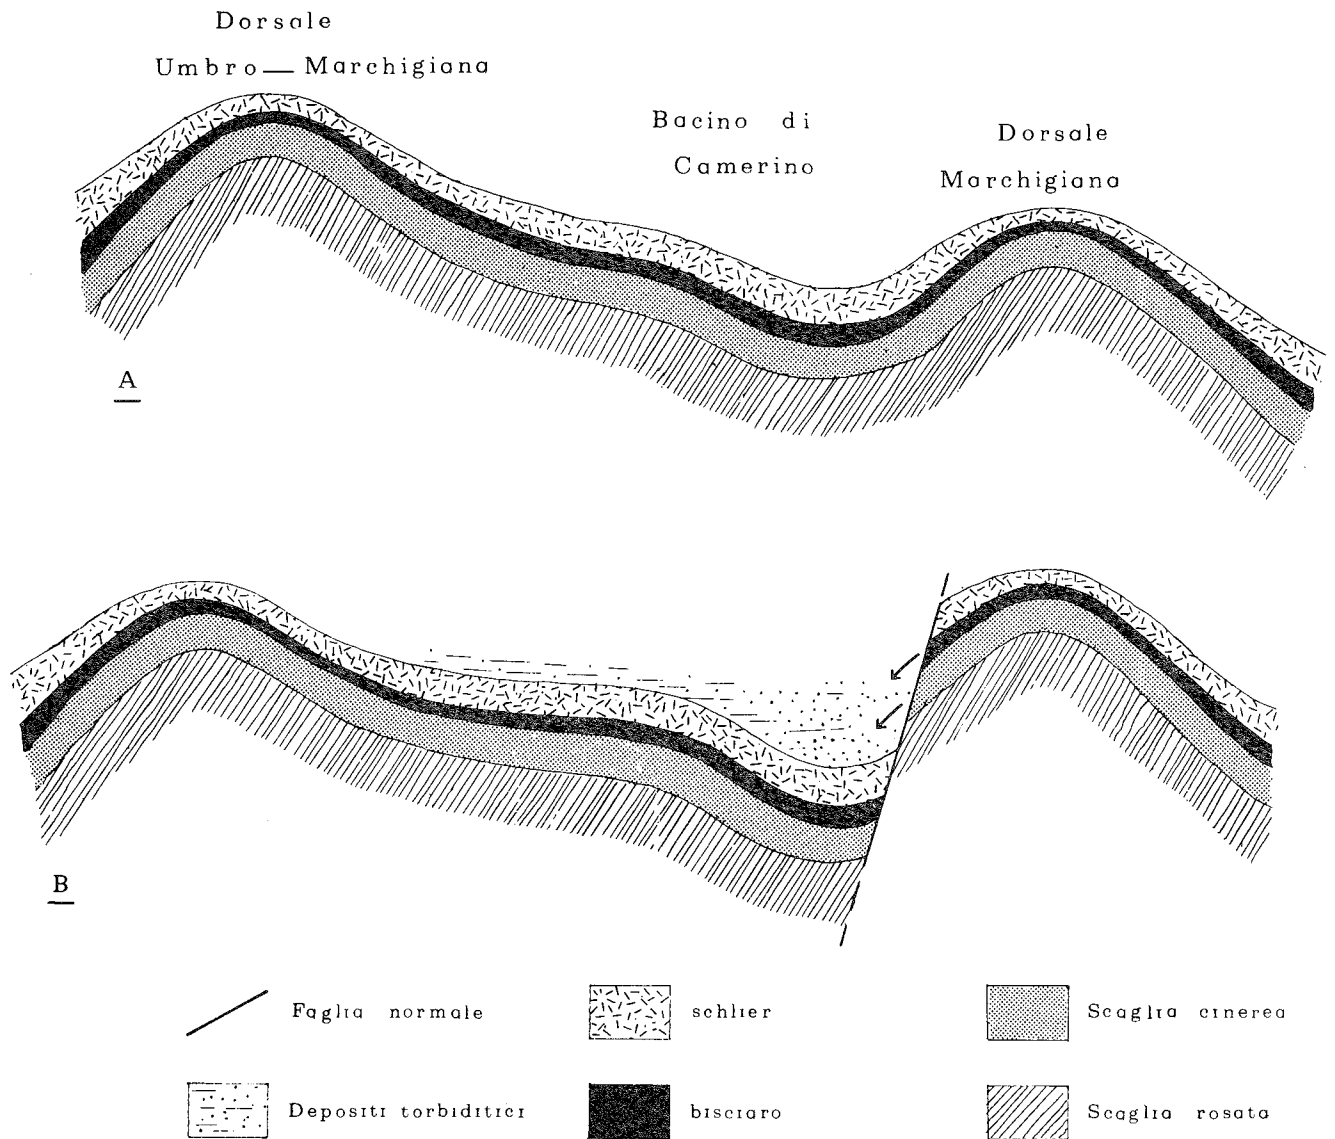 Dorsale
Umbro — Marchigiana
Bacino di
Camerino
Dorsale
Marchigiana
A
B
Faglia normale
schlier
Scaglia cinerea
Depositi torbiditici
bisciaro
Scaglia rosata